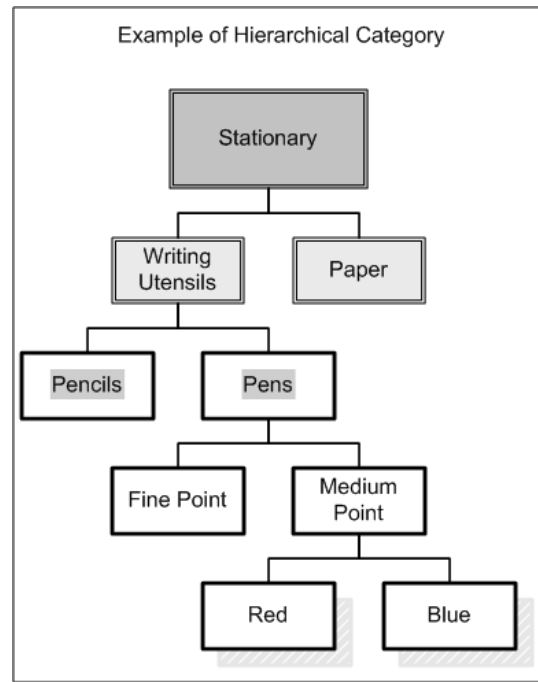 Example of Hierarchical Category
Stationary
Writing
Utensils
Paper
Pencils
Pens
Fine Point
Medium
Point
Red
Blue